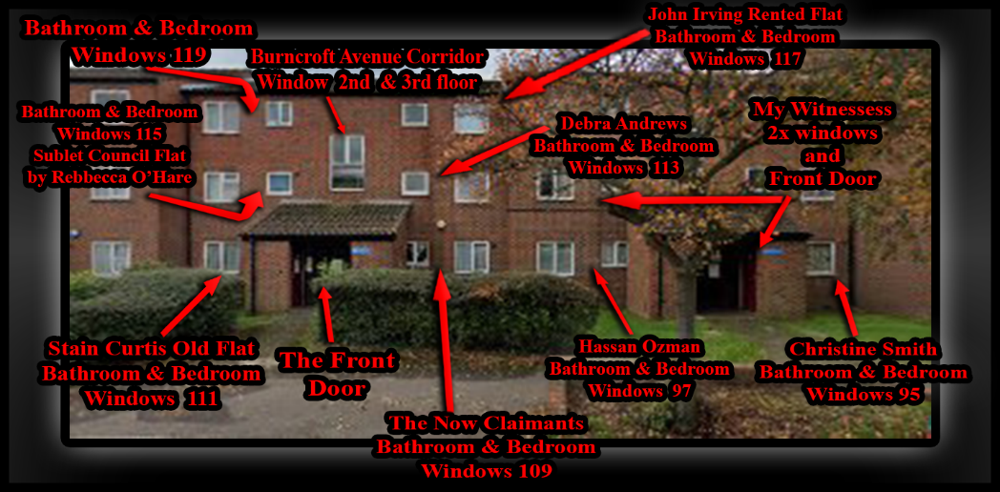 Bathroom & Bedroom
Windows 119
Burncroft Avenue Corridor
Window 2nd & 3rd floor
John Irving Rented Flat
Bathroom & Bedroom
Windows 117
Bathroom & Bedroom
Windows 115
Sublet Council Flat
by Rebbecca O'Hare
Debra Andrews
Bathroom & Bedroom
Windows 113
My Witnessess
2x windows
and
Front Door
Stain Curtis Old Flat
Bathroom & Bedroom
Windows 111
The Front
Door
The Now Claimants
Bathroom & Bedroom
Windows 109
Hassan Ozman
Bathroom & Bedroom
Windows 97
Christine Smith
Bathroom & Bedroom
Windows 95